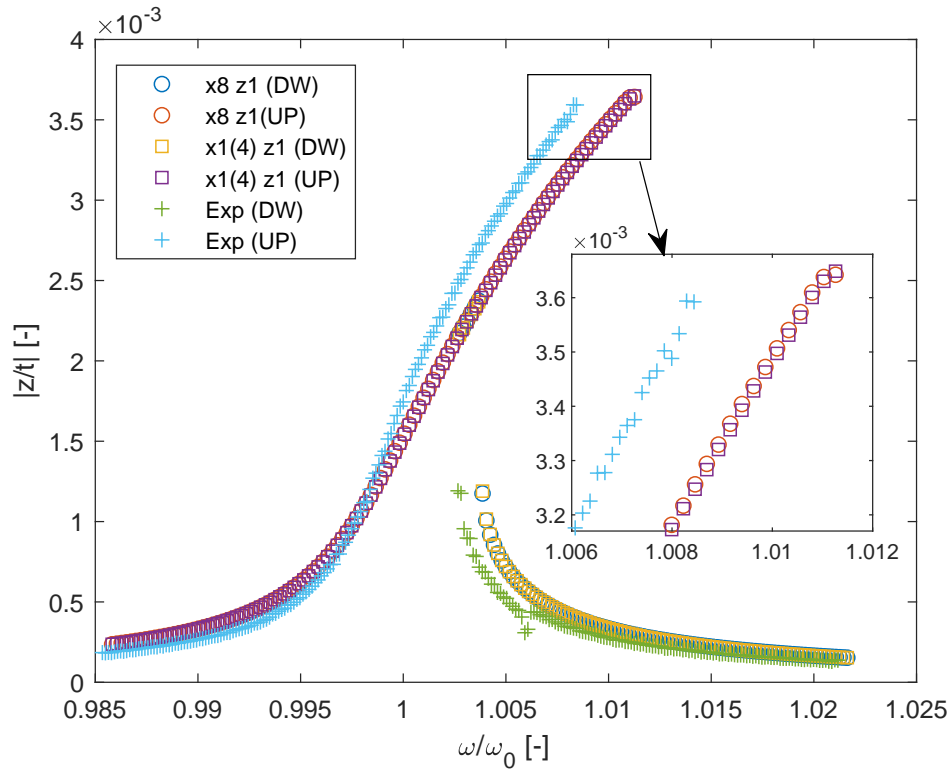 ×10⁻³
4
3.5
3
2.5
2
1.5
1
0.5
0
|z/t| [-]
x8 z1 (DW)
x8 z1(UP)
x1(4) z1 (DW)
x1(4) z1 (UP)
Exp (DW)
Exp (UP)
×10⁻³
3.6
3.5
3.4
3.3
3.2
1.006 1.008 1.01 1.012
0.985 0.99 0.995 1 1.005 1.01 1.015 1.02 1.025
ω/ω₀ [-]